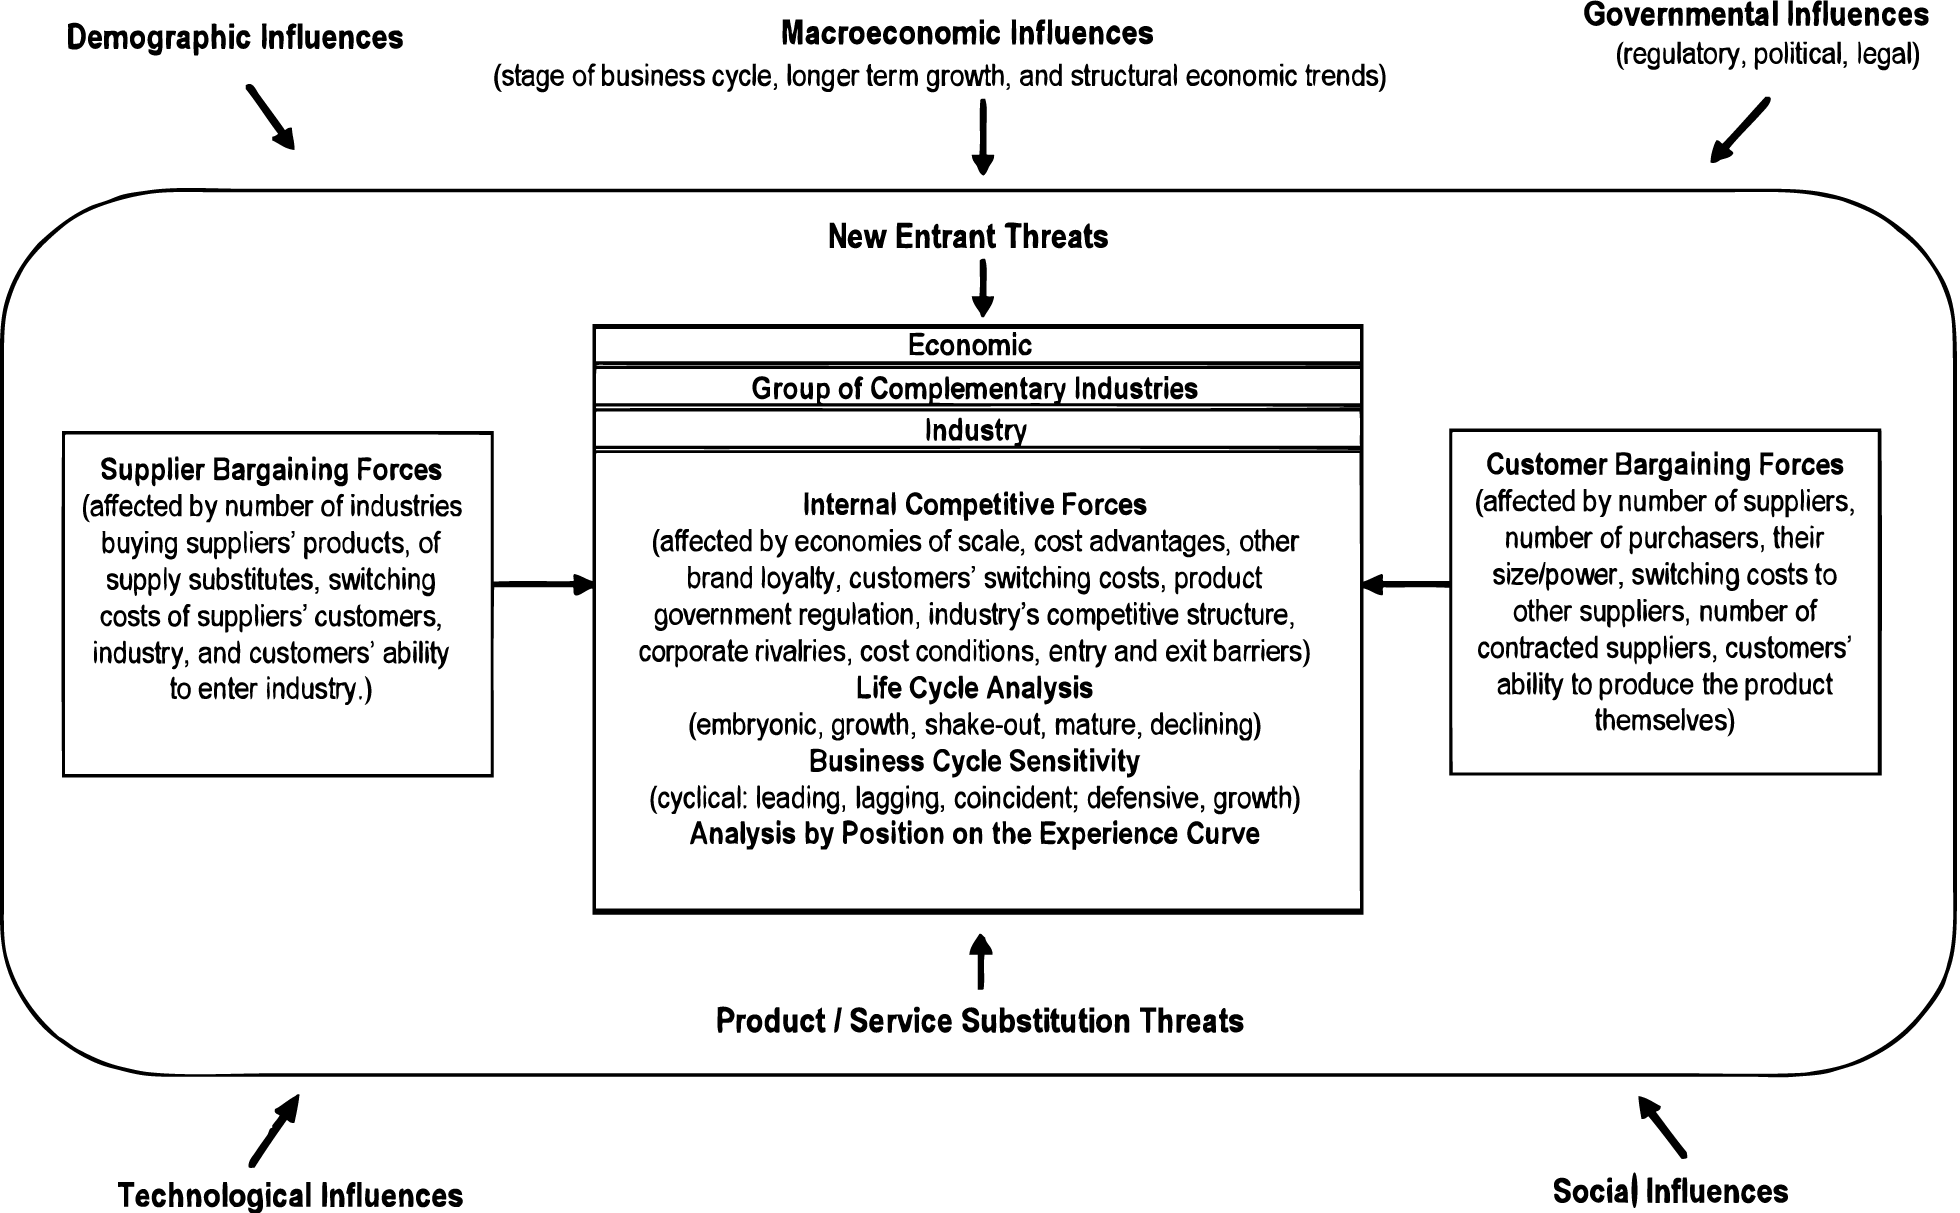 Demographic Influences
Macroeconomic Influences
(stage of business cycle, longer term growth, and structural economic trends)
Governmental Influences
(regulatory, political, legal)
New Entrant Threats
Economic
Group of Complementary Industries
Industry
Supplier Bargaining Forces
(affected by number of industries
buying suppliers’ products, of
supply substitutes, switching
costs of suppliers’ customers,
industry, and customers’ ability
to enter industry.)
Internal Competitive Forces
(affected by economies of scale, cost advantages, other
brand loyalty, customers’ switching costs, product
government regulation, industry’s competitive structure,
corporate rivalries, cost conditions, entry and exit barriers)
Life Cycle Analysis
(embryonic, growth, shake-out, mature, declining)
Business Cycle Sensitivity
(cyclical: leading, lagging, coincident; defensive, growth)
Analysis by Position on the Experience Curve
Customer Bargaining Forces
(affected by number of suppliers,
number of purchasers, their
size/power, switching costs to
other suppliers, number of
contracted suppliers, customers’
ability to produce the product
themselves)
Product / Service Substitution Threats
Technological Influences
Social Influences